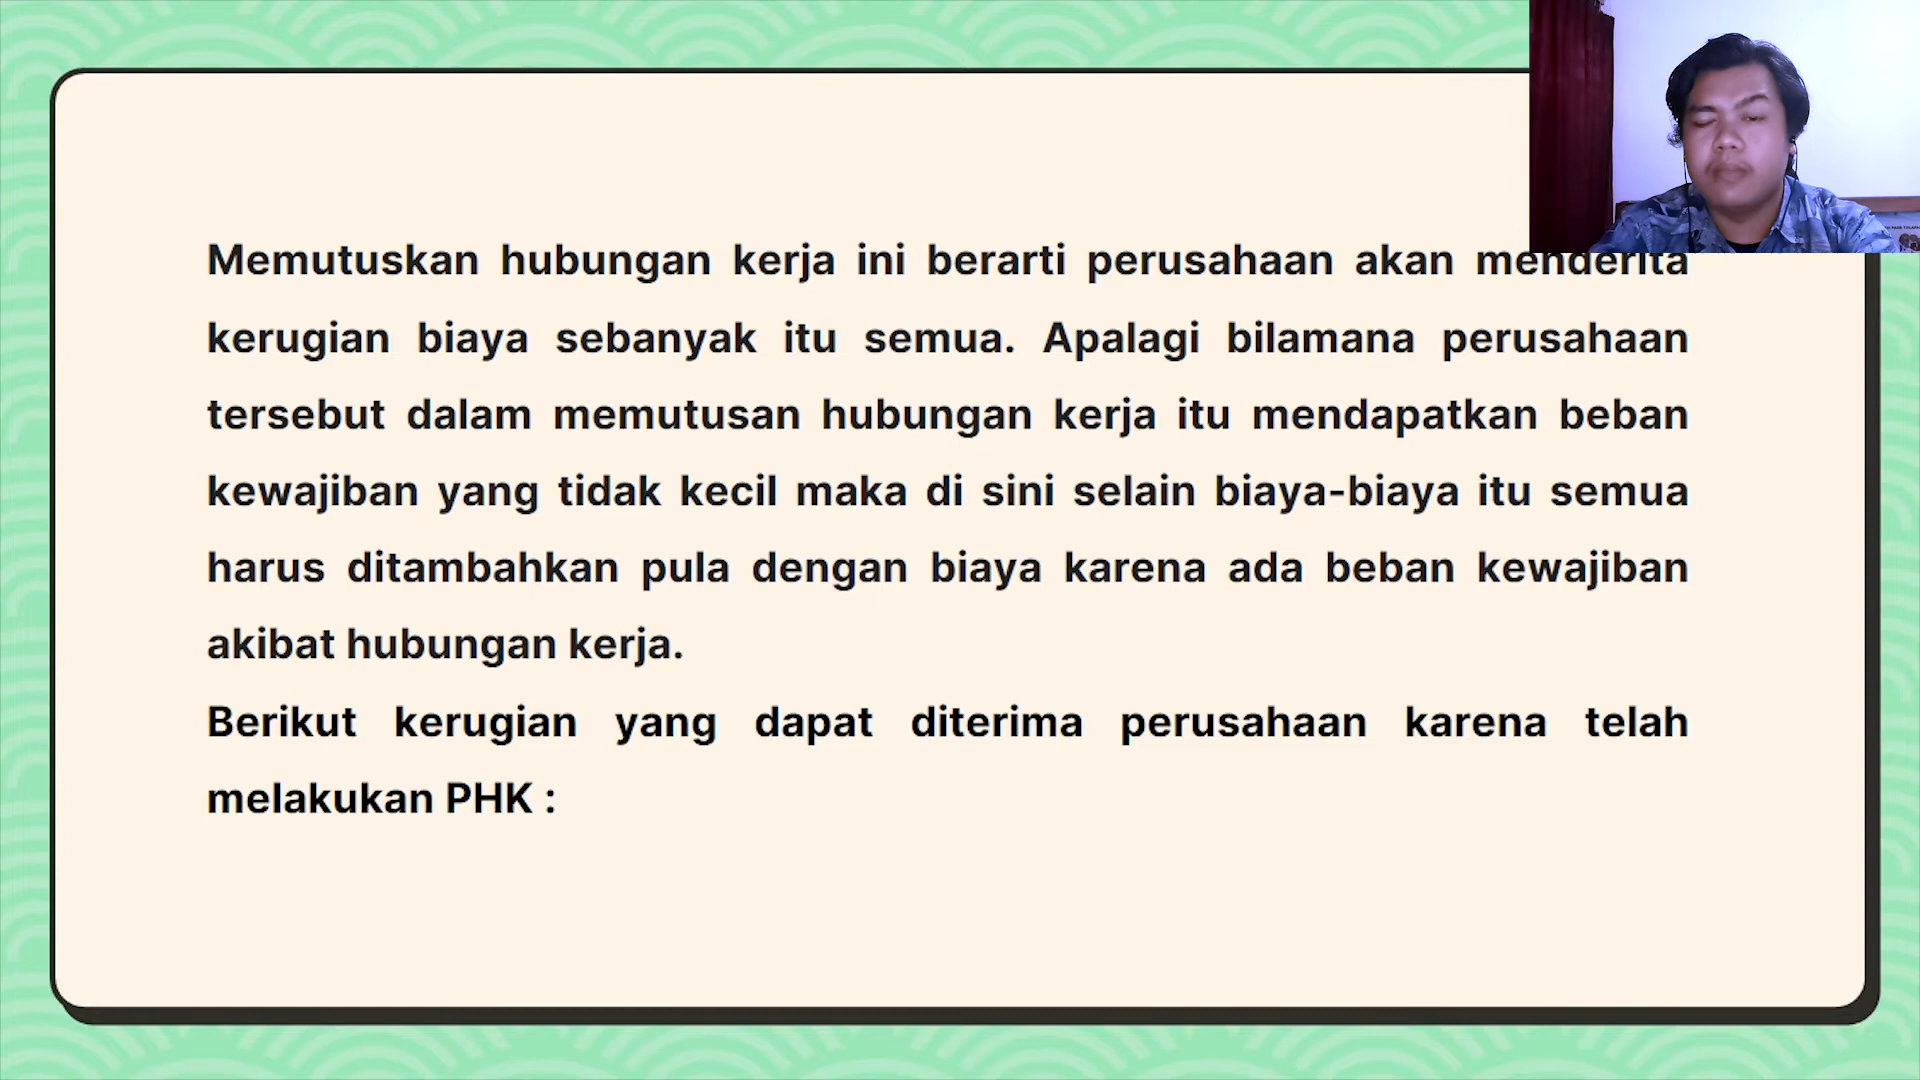 Memutuskan hubungan kerja ini berarti perusahaan akan menderita
kerugian biaya sebanyak itu semua. Apalagi bilamana perusahaan
tersebut dalam memutusan hubungan kerja itu mendapatkan beban
kewajiban yang tidak kecil maka di sini selain biaya-biaya itu semua
harus ditambahkan pula dengan biaya karena ada beban kewajiban
akibat hubungan kerja.
Berikut kerugian yang dapat diterima perusahaan karena telah
melakukan PHK :